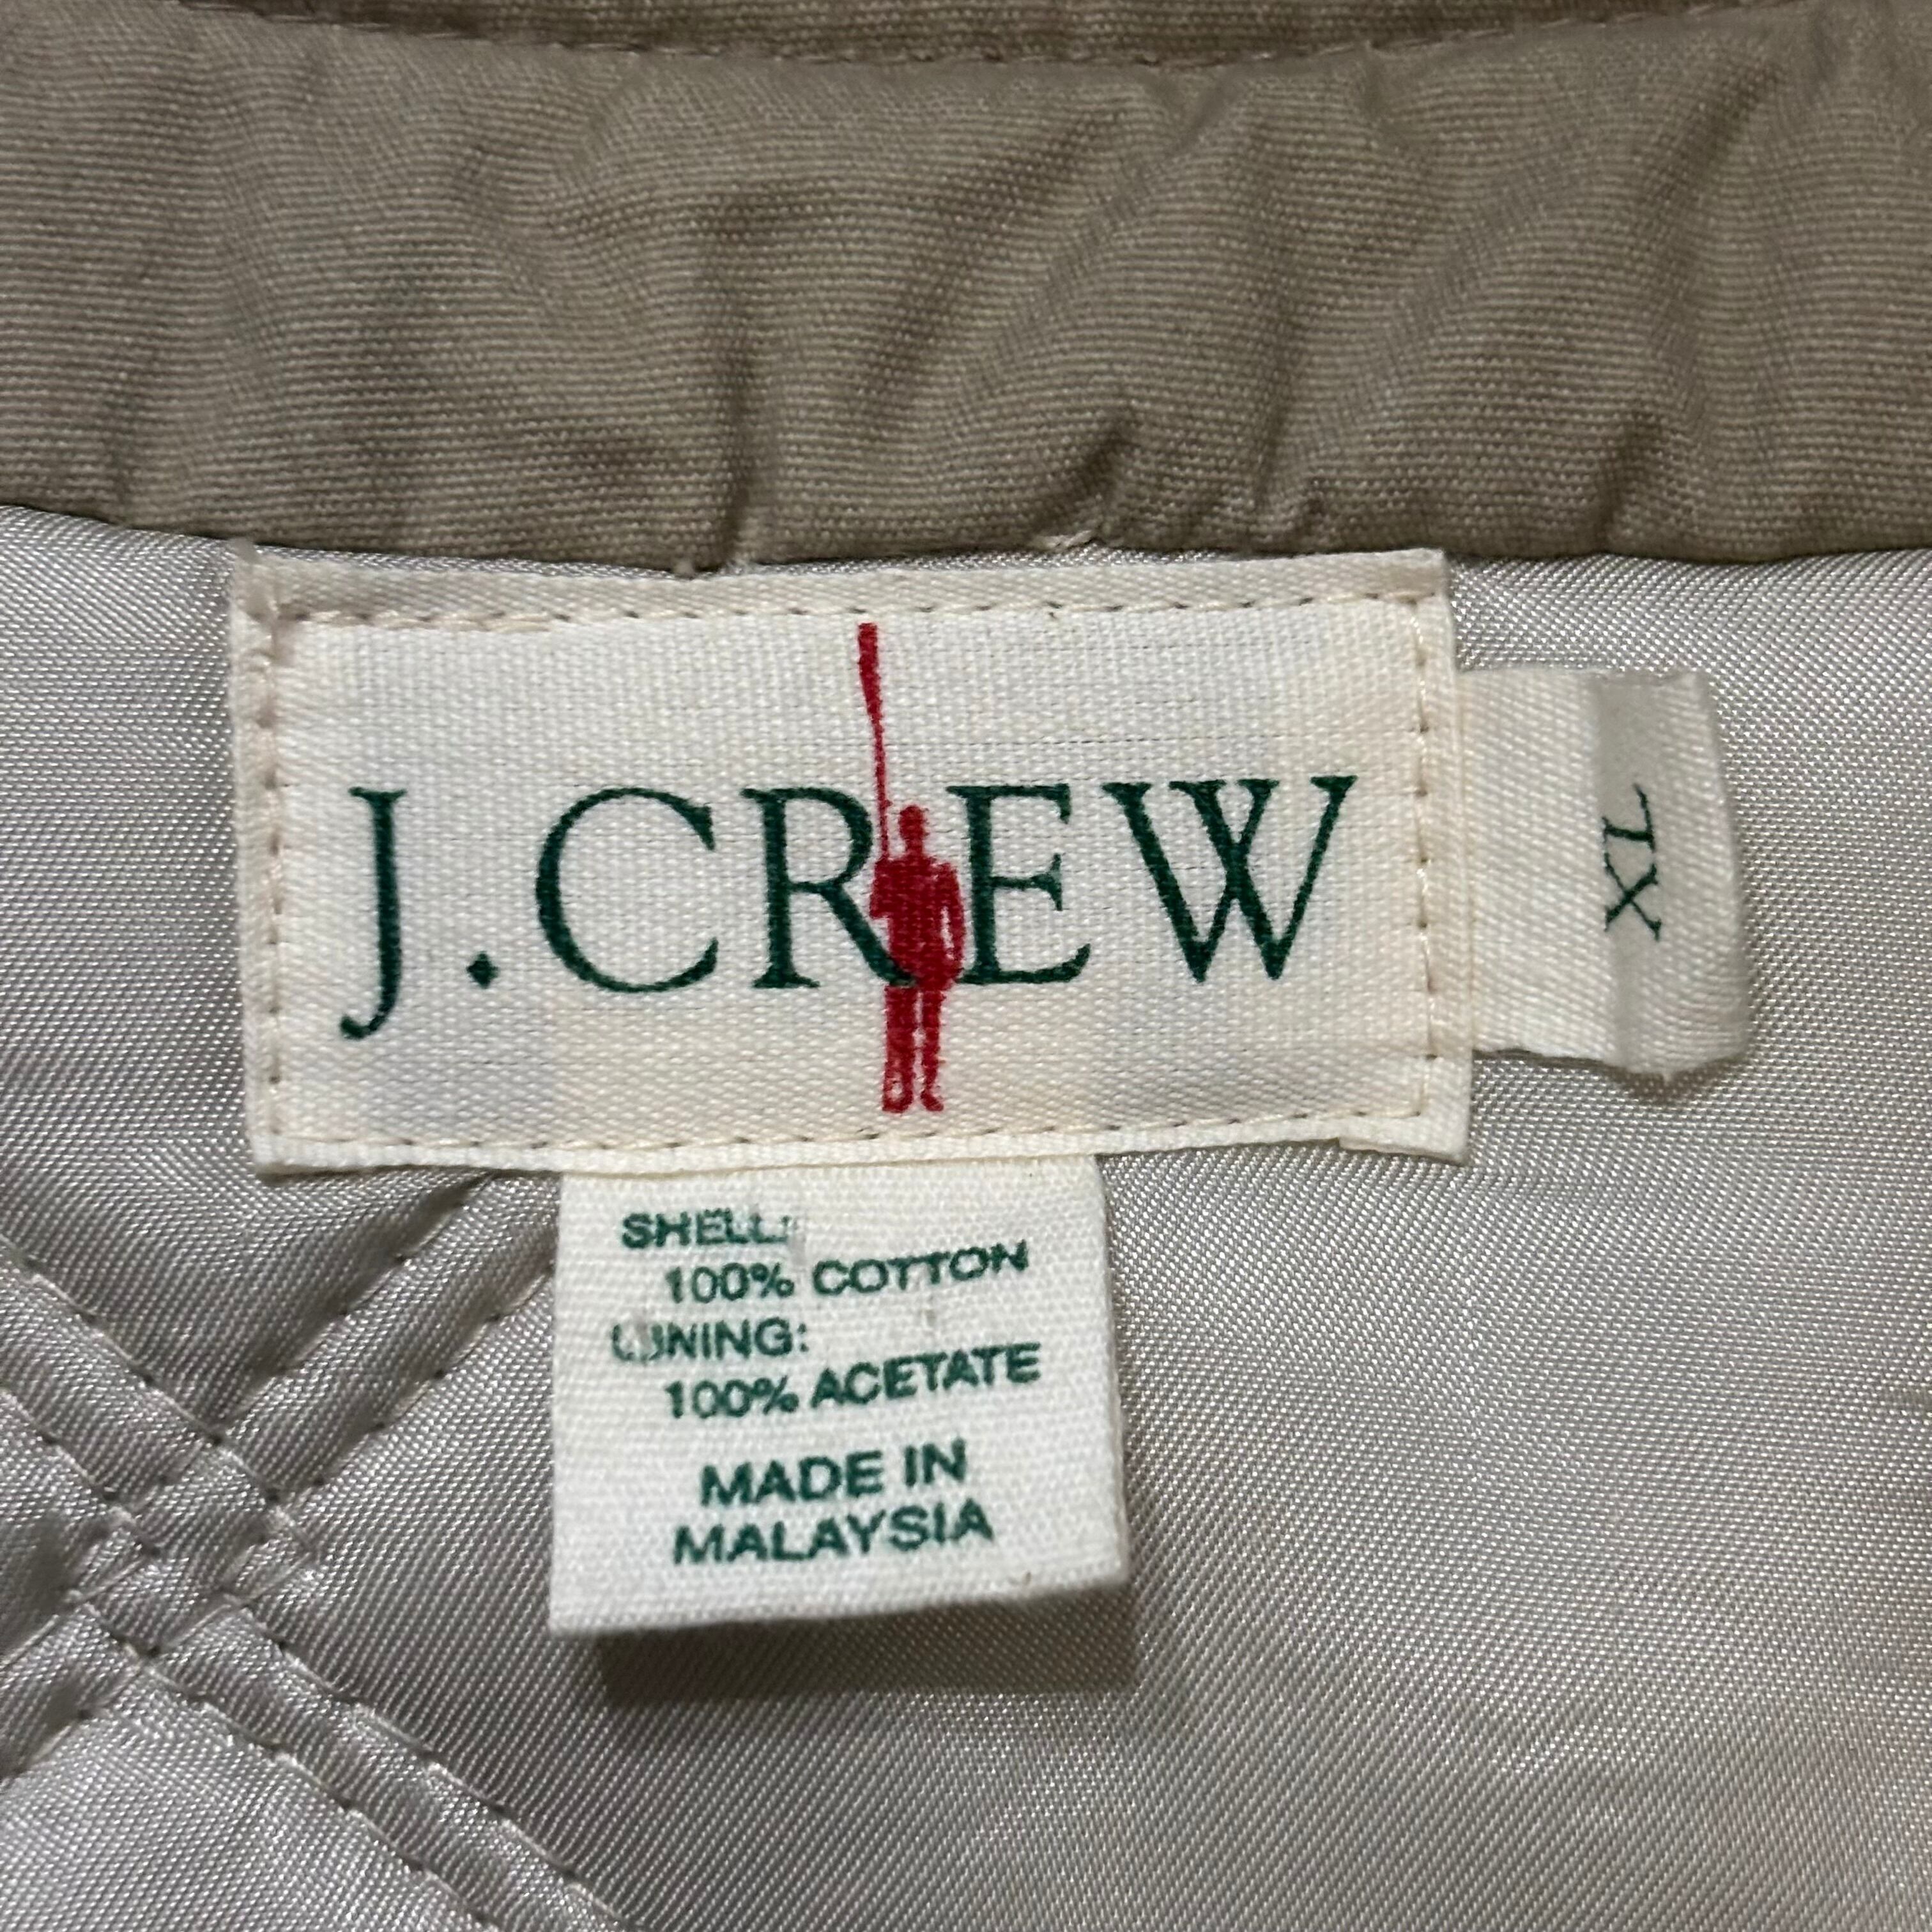 J.CREW
XL
SHELL:
100% COTTON
LINING:
100% ACETATE
MADE IN
MALAYSIA